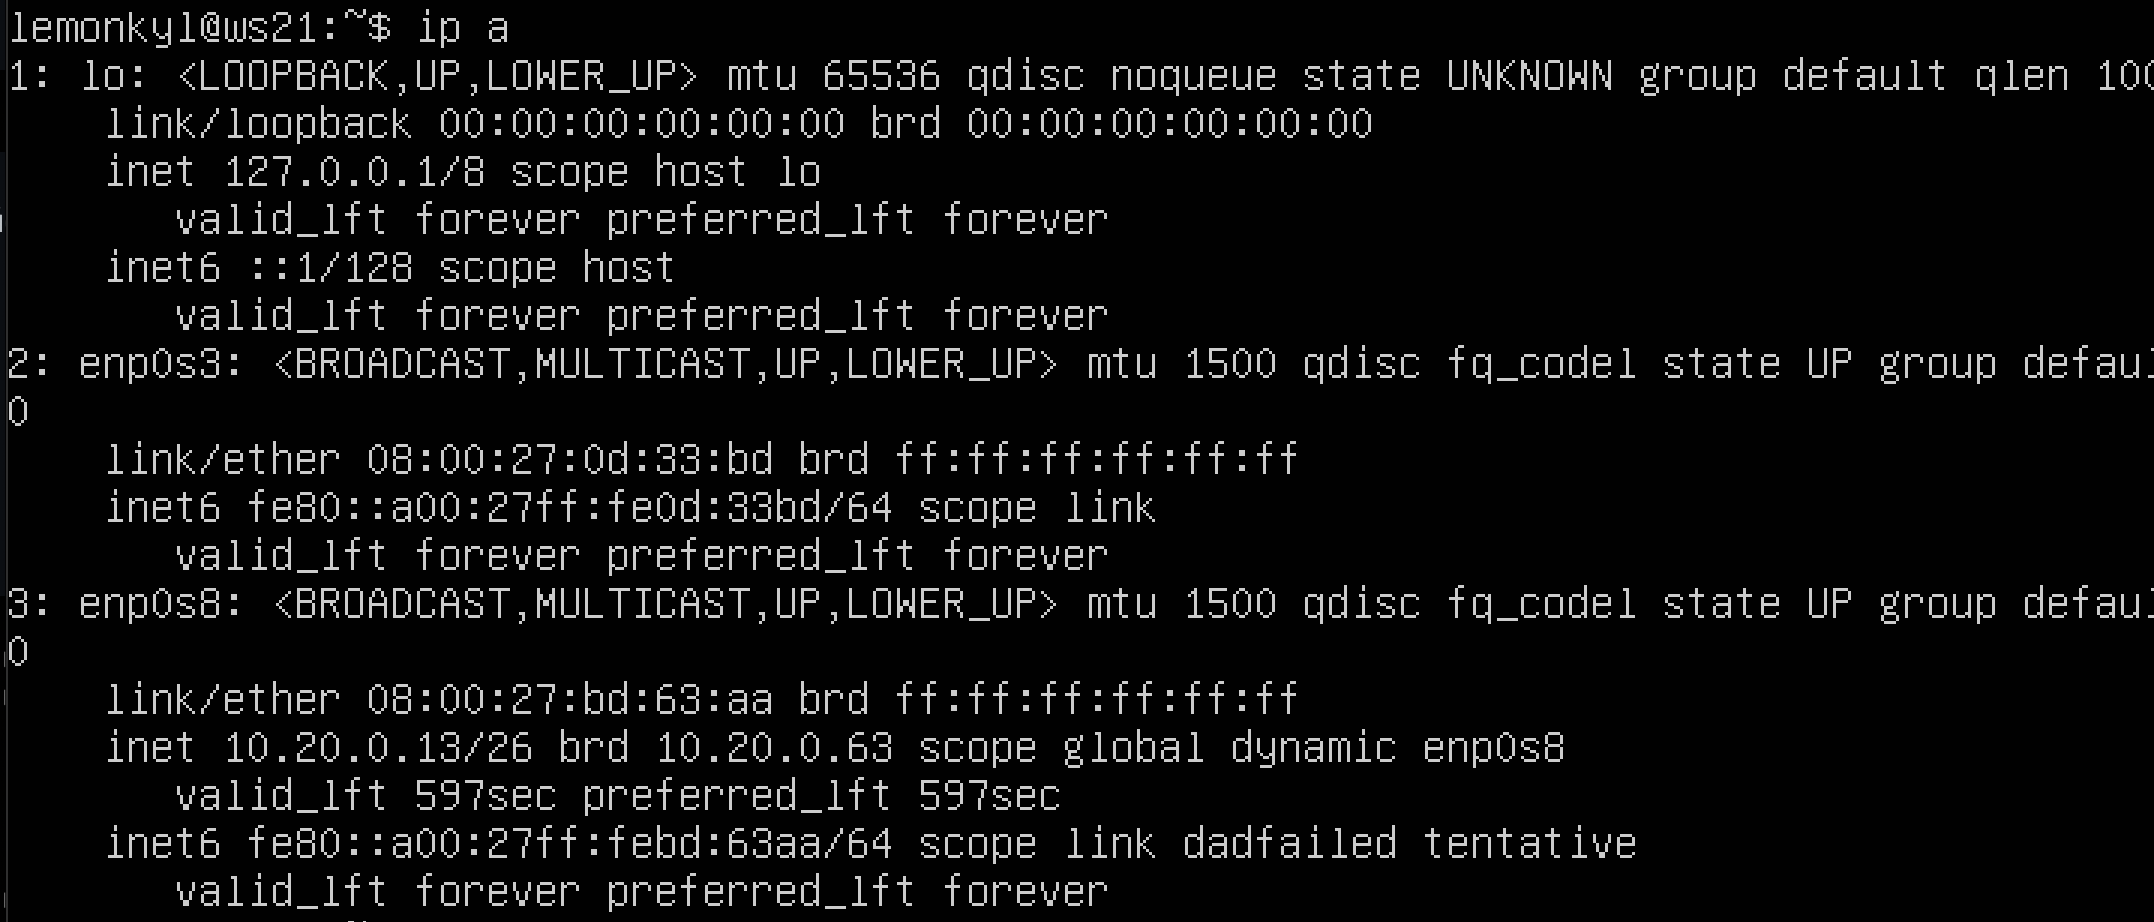 lemonkyl@ws21:~$ ip a
1: lo: <LOOPBACK,UP,LOWER_UP> mtu 65536 qdisc noqueue state UNKNOWN group default qlen 100
link/loopback 00:00:00:00:00:00 brd 00:00:00:00:00:00
inet 127.0.0.1/8 scope host lo
valid_lft forever preferred_lft forever
inet6 ::1/128 scope host
valid_lft forever preferred_lft forever
2: enp0s3: <BROADCAST,MULTICAST,UP,LOWER_UP> mtu 1500 qdisc fq_codel state UP group defaul
0
link/ether 08:00:27:0d:33:bd brd ff:ff:ff:ff:ff:ff
inet6 fe80::a00:27ff:fe0d:33bd/64 scope link
valid_lft forever preferred_lft forever
3: enp0s8: <BROADCAST,MULTICAST,UP,LOWER_UP> mtu 1500 qdisc fq_codel state UP group defaul
0
link/ether 08:00:27:bd:63:aa brd ff:ff:ff:ff:ff:ff
inet 10.20.0.13/26 brd 10.20.0.63 scope global dynamic enp0s8
valid_lft 597sec preferred_lft 597sec
inet6 fe80::a00:27ff:febd:63aa/64 scope link dadfailed tentative
valid_lft forever preferred_lft forever